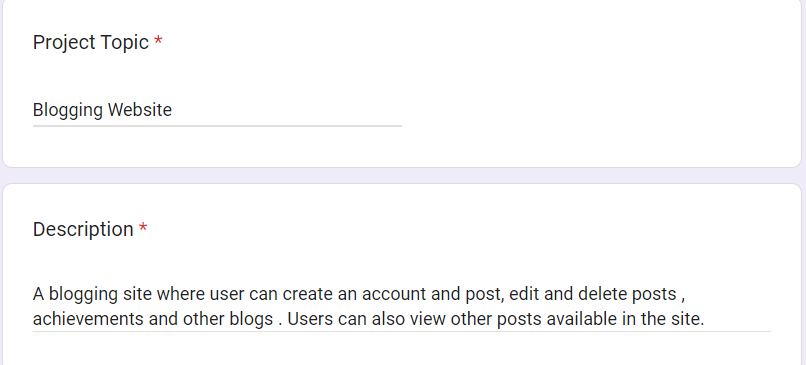 Project Topic *
Blogging Website
Description *
A blogging site where user can create an account and post, edit and delete posts ,
achievements and other blogs . Users can also view other posts available in the site.